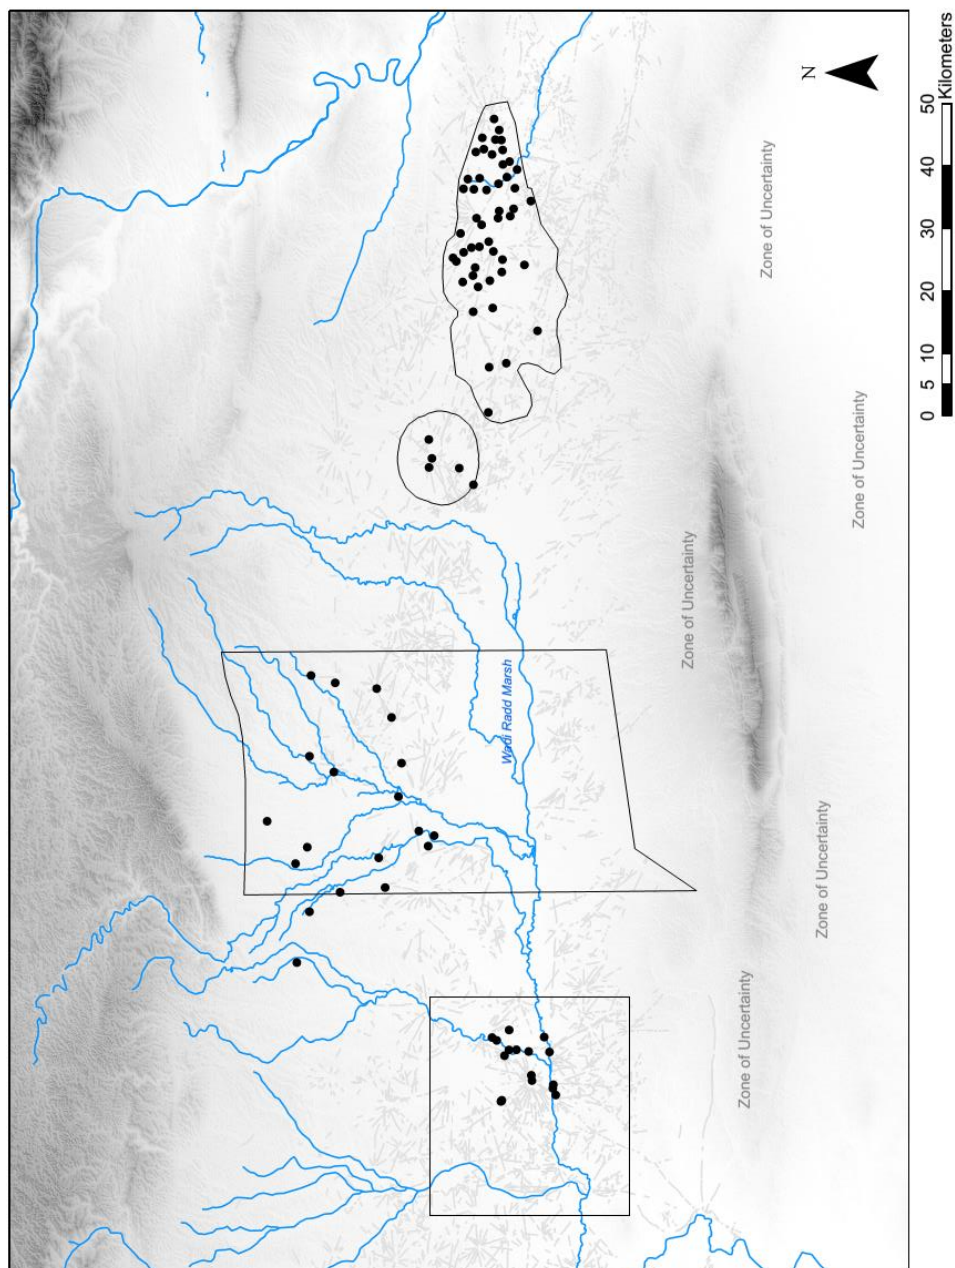 N
50
Kilometers
40
30
20
10
5
0
Zone of Uncertainty
Zone of Uncertainty
Zone of Uncertainty
Wadi Radd Marsh
Zone of Uncertainty
Zone of Uncertainty